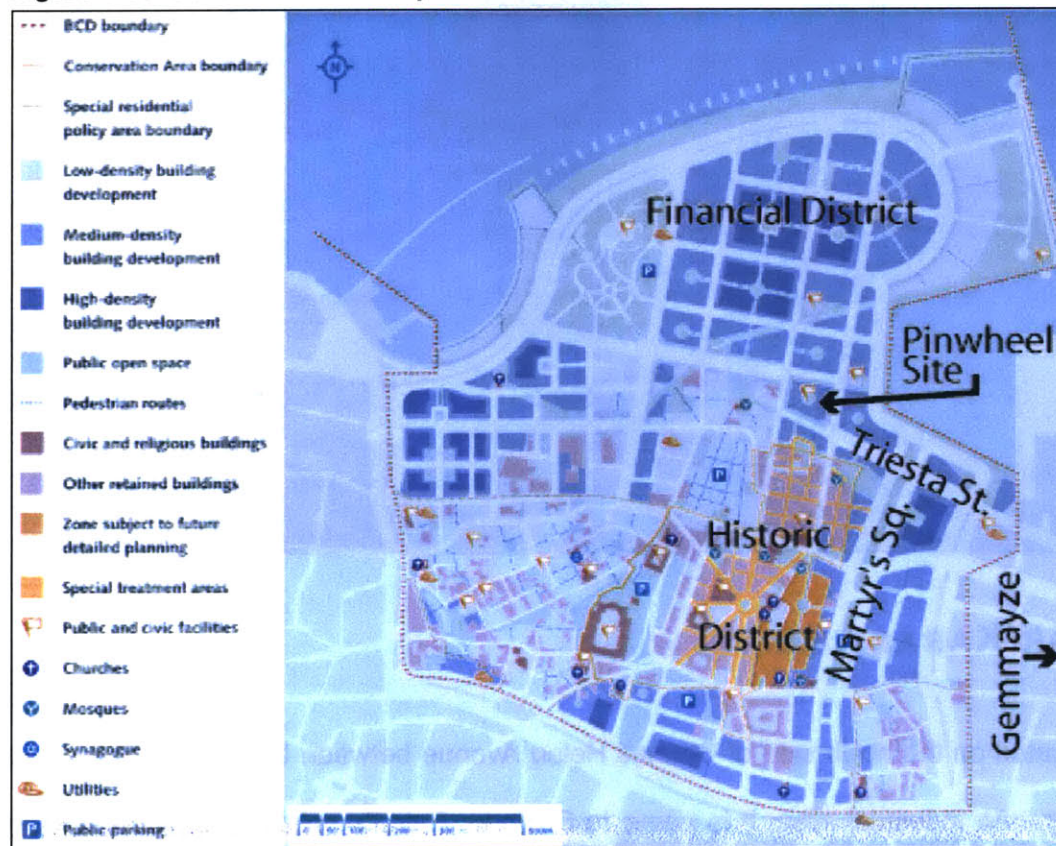 BCD boundary
Conservation Area boundary
Special residential
policy area boundary
Low-density building
development
Medium-density
building development
High-density
building development
Public open space
Pedestrian routes
Civic and religious buildings
Other retained buildings
Zone subject to future
detailed planning
Special treatment areas
Public and civic facilities
Churches
Mosques
Synagogue
Utilities
P Public parking
N
Financial District
P
Pinwheel
Site
Triesta St.
P
Historic
Martyr's Sq.
P
District
Gemmayze
P